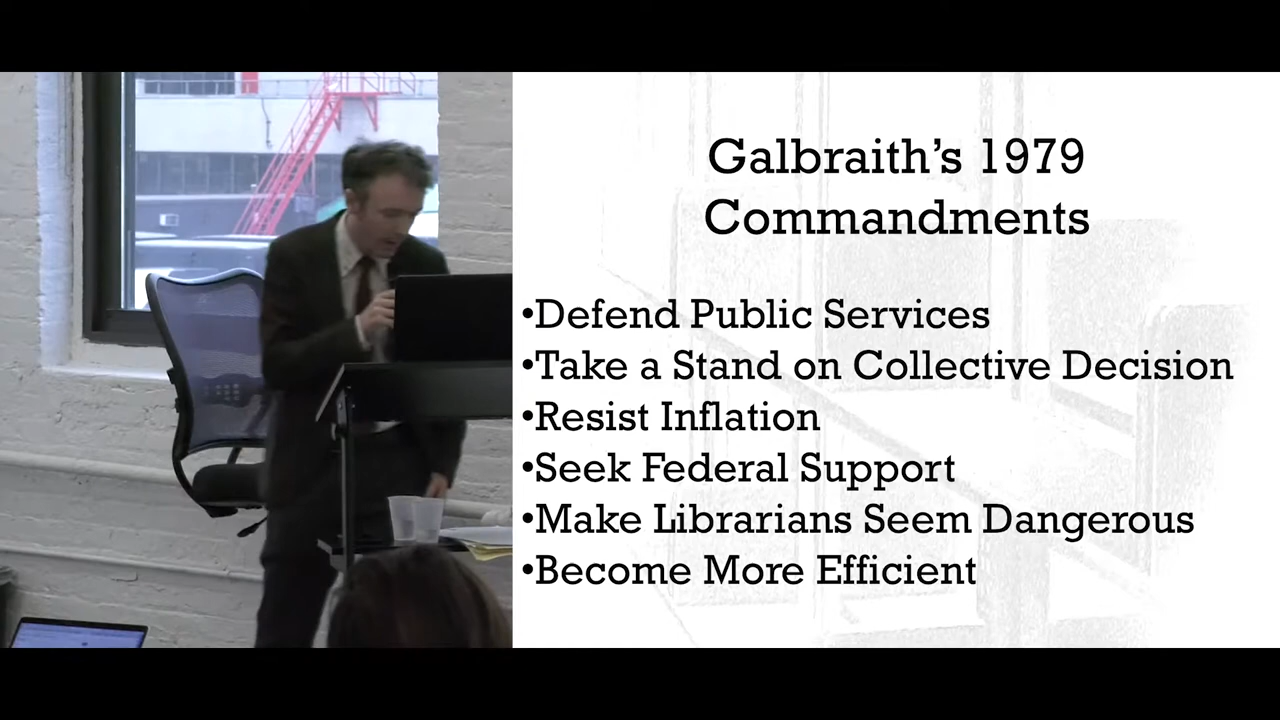 Galbraith's 1979
Commandments
•Defend Public Services
•Take a Stand on Collective Decision
•Resist Inflation
•Seek Federal Support
•Make Librarians Seem Dangerous
•Become More Efficient